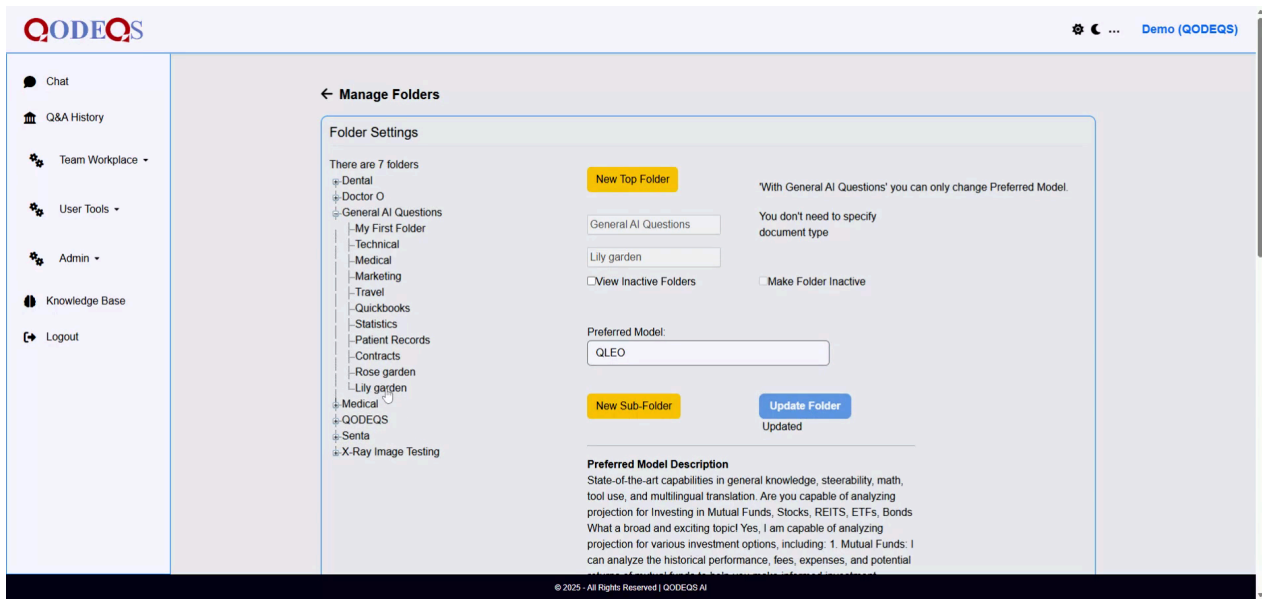 QODEQS
... Demo (QODEQS)
Chat
Q&A History
Team Workplace
User Tools
Admin
Knowledge Base
Logout
Manage Folders
Folder Settings
There are 7 folders
Dental
Doctor O
General AI Questions
My First Folder
Technical
Medical
Marketing
Travel
Quickbooks
Statistics
Patient Records
Contracts
Rose garden
Lily garden
Medical
QODEQS
Senta
X-Ray Image Testing
New Top Folder
'With General AI Questions' you can only change Preferred Model.
General AI Questions
You don't need to specify
document type
Lily garden
View Inactive Folders
Make Folder Inactive
Preferred Model:
QLEO
New Sub-Folder
Update Folder
Updated
Preferred Model Description
State-of-the-art capabilities in general knowledge, steerability, math,
tool use, and multilingual translation. Are you capable of analyzing
projection for Investing in Mutual Funds, Stocks, REITS, ETFs, Bonds
What a broad and exciting topic! Yes, I am capable of analyzing
projection for various investment options, including: 1. Mutual Funds: I
can analyze the historical performance, fees, expenses, and potential
© 2025 - All Rights Reserved | QODEQS AI